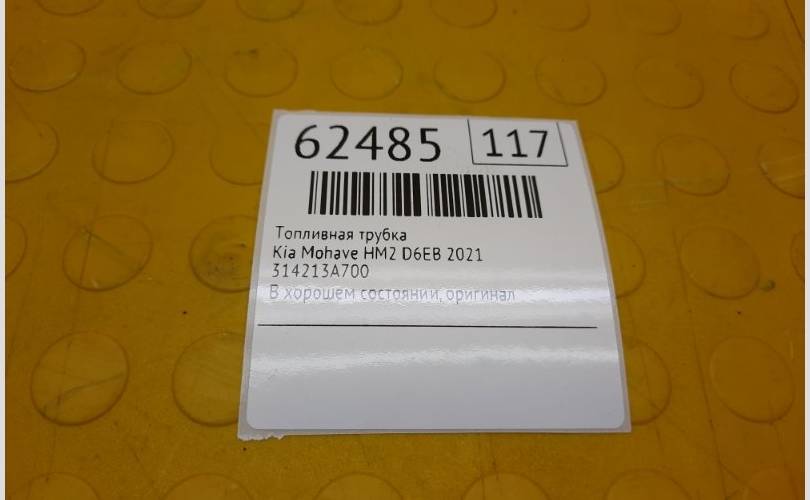 62485 117
Топливная трубка
Kia Mohave HM2 D6EB 2021
314213A700
В хорошем состоянии, оригинал